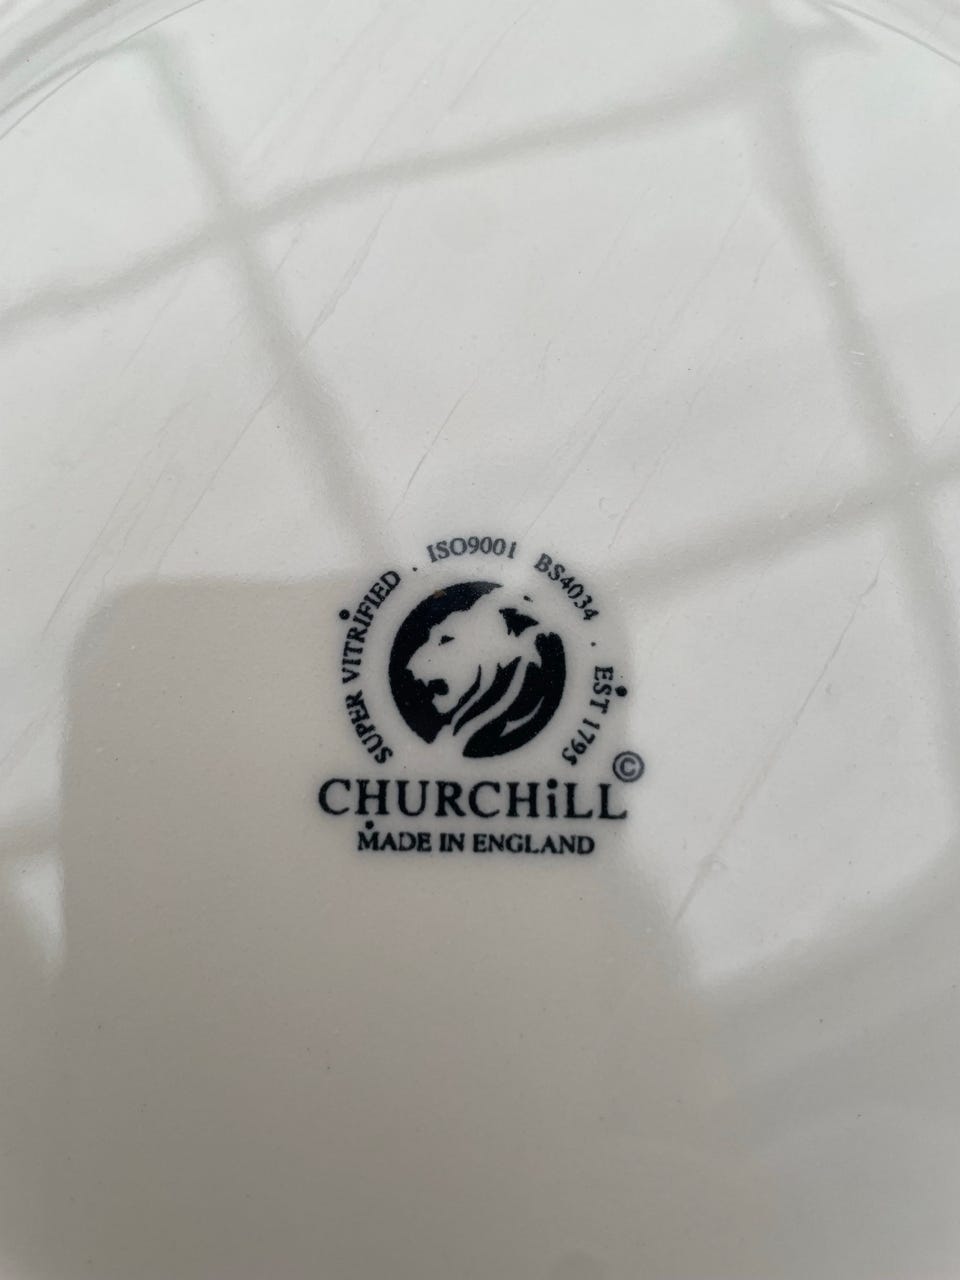 SUPER VITRIFIED . ISO9001 BS4034 . EST 1795
©
CHURCHiLL
MADE IN ENGLAND